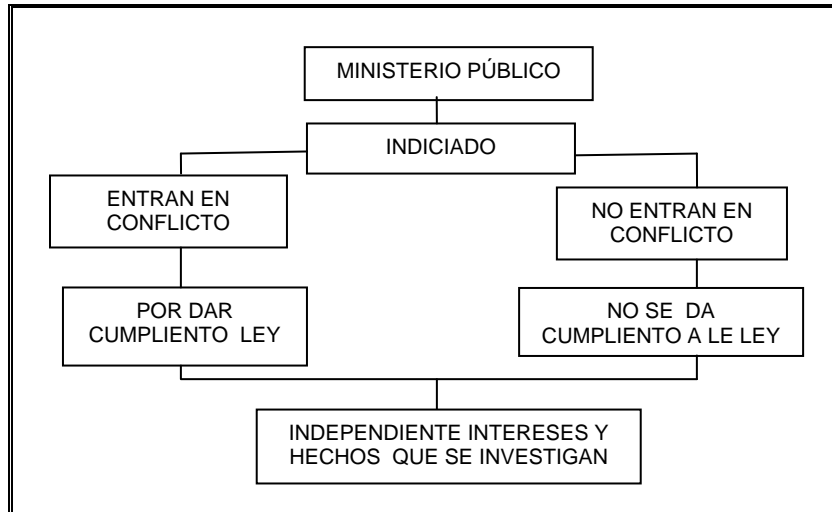 MINISTERIO PÚBLICO
INDICIADO
ENTRAN EN
CONFLICTO
NO ENTRAN EN
CONFLICTO
POR DAR
CUMPLIENTO LEY
NO SE DA
CUMPLIENTO A LE LEY
INDEPENDIENTE INTERESES Y
HECHOS QUE SE INVESTIGAN